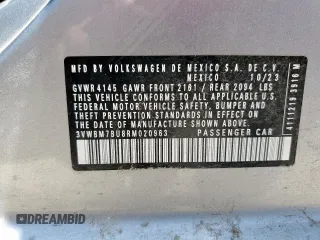 MFD BY VOLKSWAGEN DE MEXICO S.A. DE C.V.
MEXICO 10/23
GVWR 4145 GAWR FRONT 2161 / REAR 2094 LBS
THIS VEHICLE CONFORMS TO ALL APPLICABLE U.S.
FEDERAL MOTOR VEHICLE SAFETY, BUMPER AND
THEFT PREVENTION STANDARDS IN EFFECT ON THE
DATE OF MANUFACTURE SHOWN ABOVE.
3VWBM7BU8RM020963 PASSENGER CAR